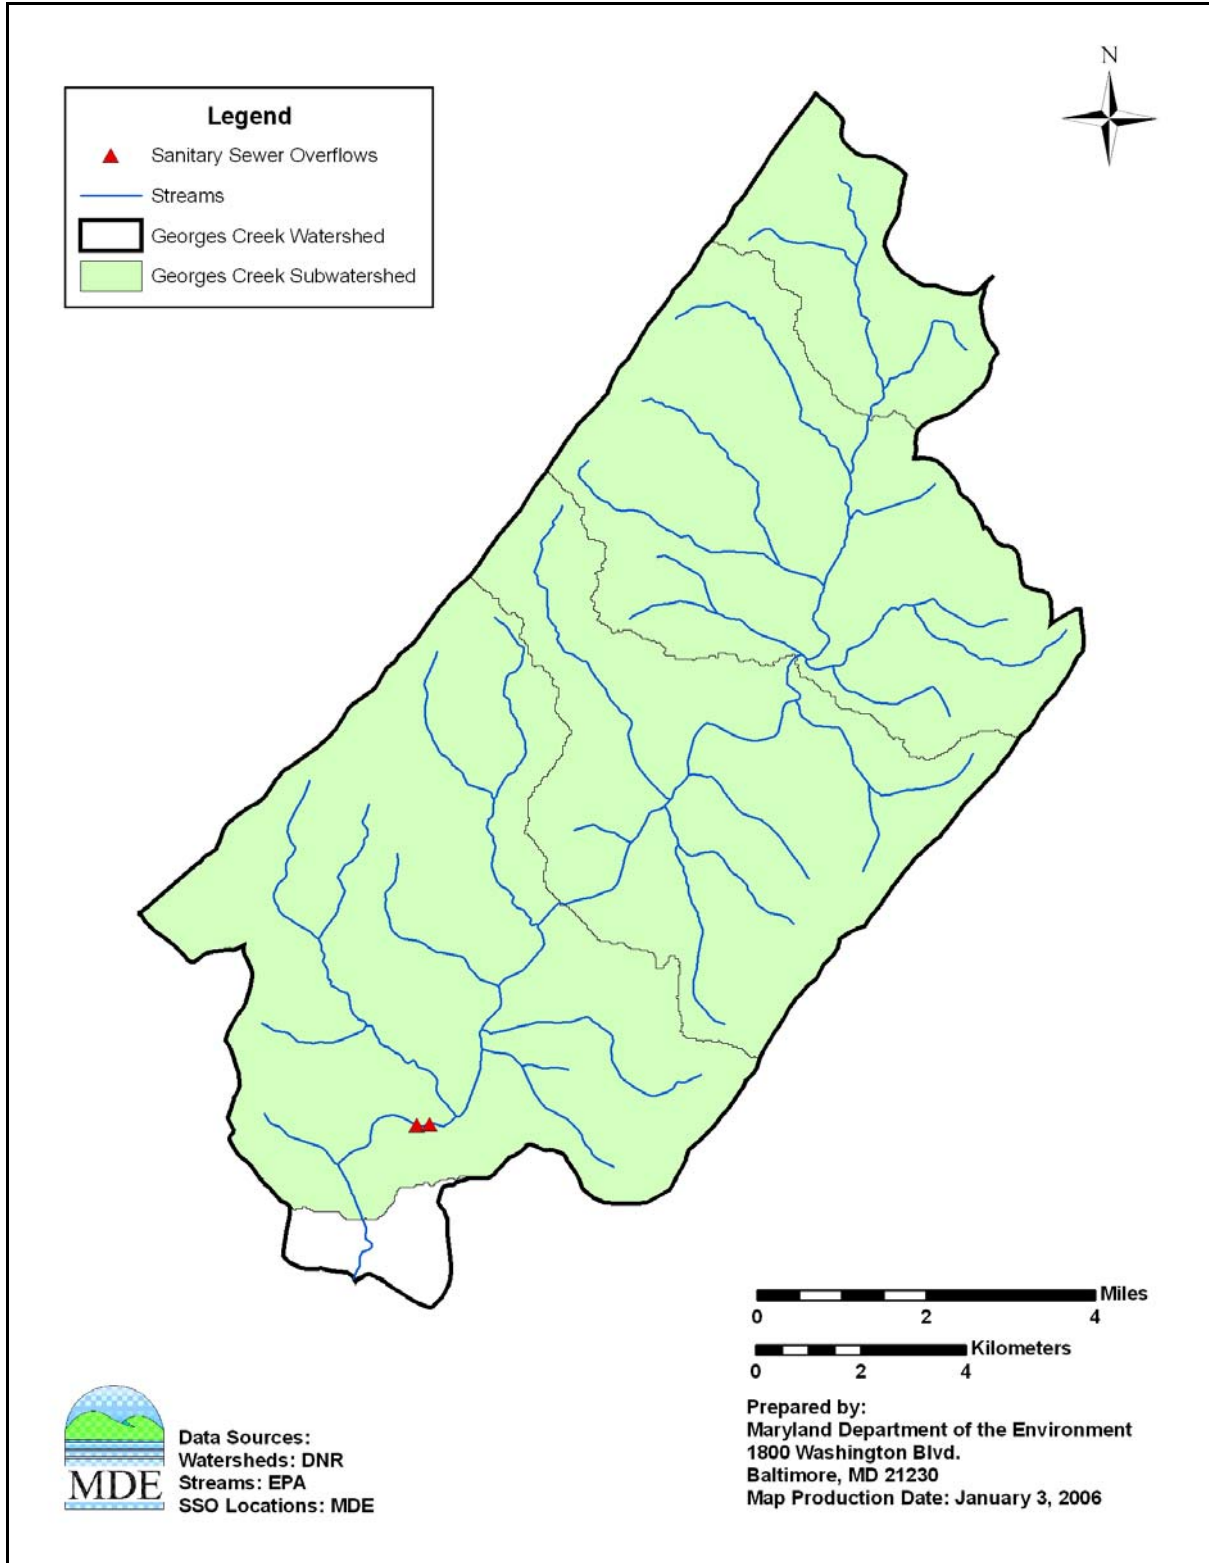 N
Legend
Sanitary Sewer Overflows
Streams
Georges Creek Watershed
Georges Creek Subwatershed
Miles
0 2 4
Kilometers
0 2 4
Prepared by:
Maryland Department of the Environment
1800 Washington Blvd.
Baltimore, MD 21230
Map Production Date: January 3, 2006
MDE
Data Sources:
Watersheds: DNR
Streams: EPA
SSO Locations: MDE